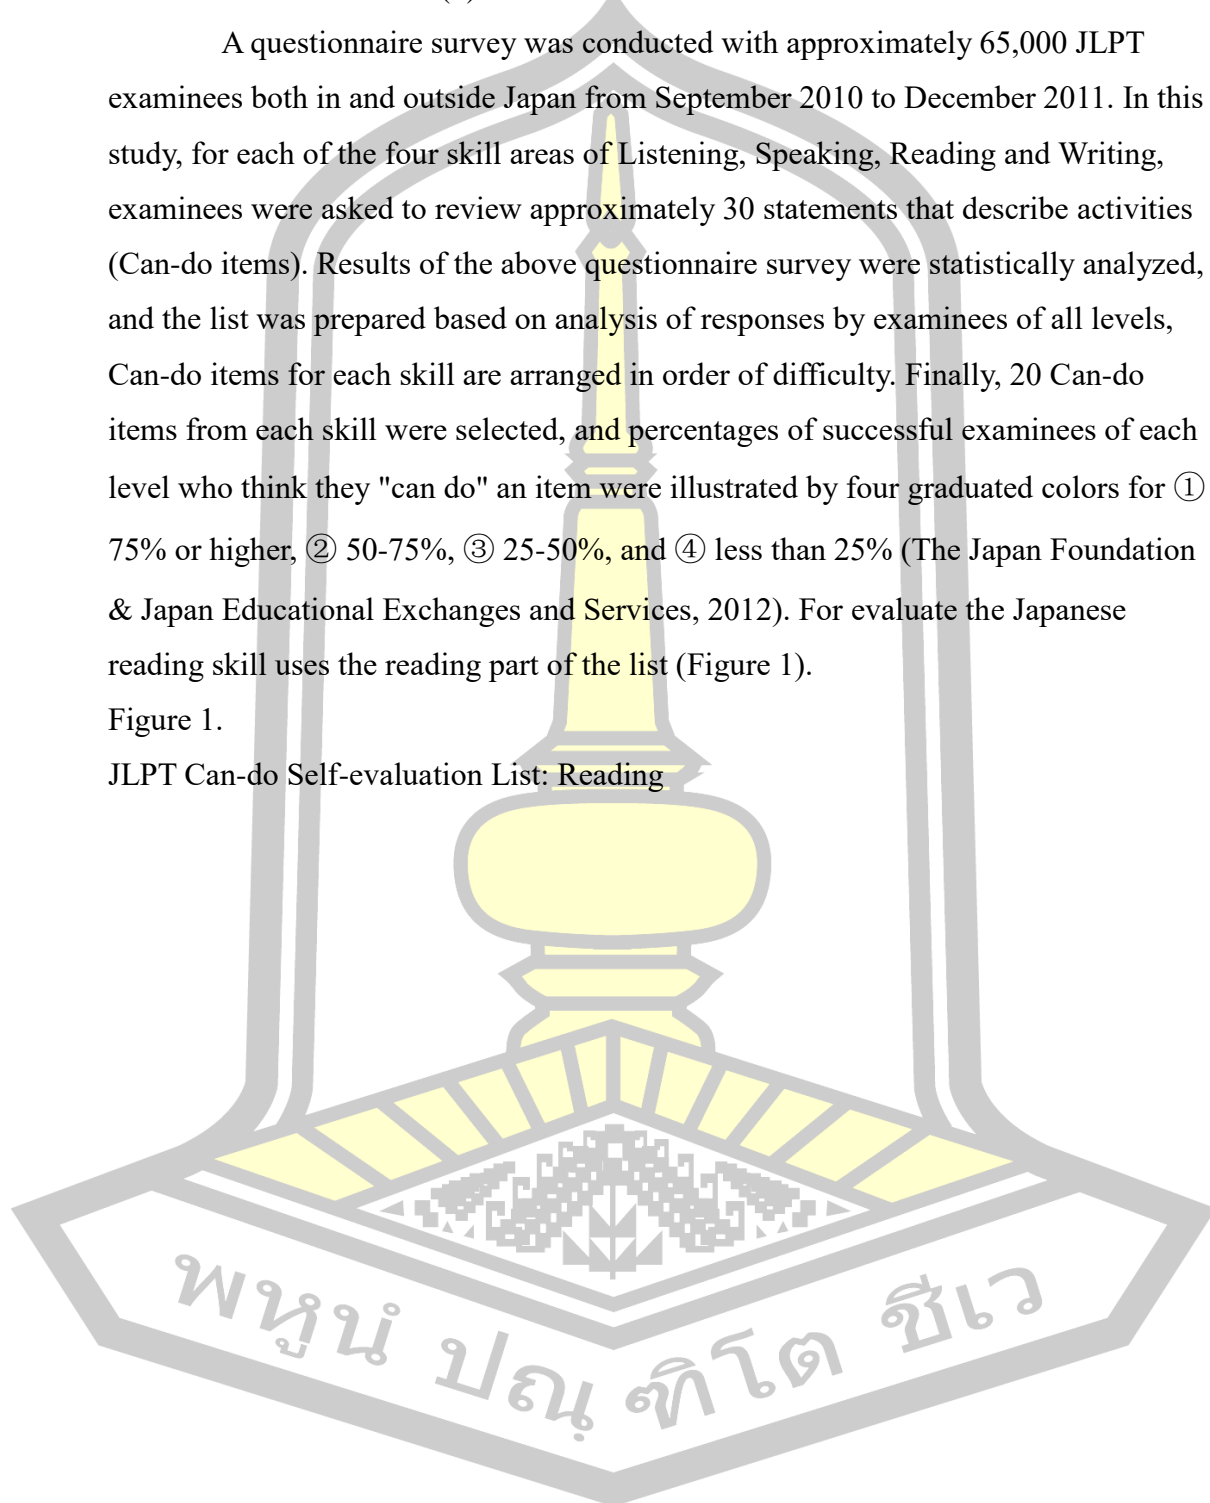 A questionnaire survey was conducted with approximately 65,000 JLPT
examinees both in and outside Japan from September 2010 to December 2011. In this
study, for each of the four skill areas of Listening, Speaking, Reading and Writing,
examinees were asked to review approximately 30 statements that describe activities
(Can-do items). Results of the above questionnaire survey were statistically analyzed,
and the list was prepared based on analysis of responses by examinees of all levels,
Can-do items for each skill are arranged in order of difficulty. Finally, 20 Can-do
items from each skill were selected, and percentages of successful examinees of each
level who think they "can do" an item were illustrated by four graduated colors for ①
75% or higher, ② 50-75%, ③ 25-50%, and ④ less than 25% (The Japan Foundation
& Japan Educational Exchanges and Services, 2012). For evaluate the Japanese
reading skill uses the reading part of the list (Figure 1).
Figure 1.
JLPT Can-do Self-evaluation List: Reading
พหูนํ ปณฺฑิโต ชีเว